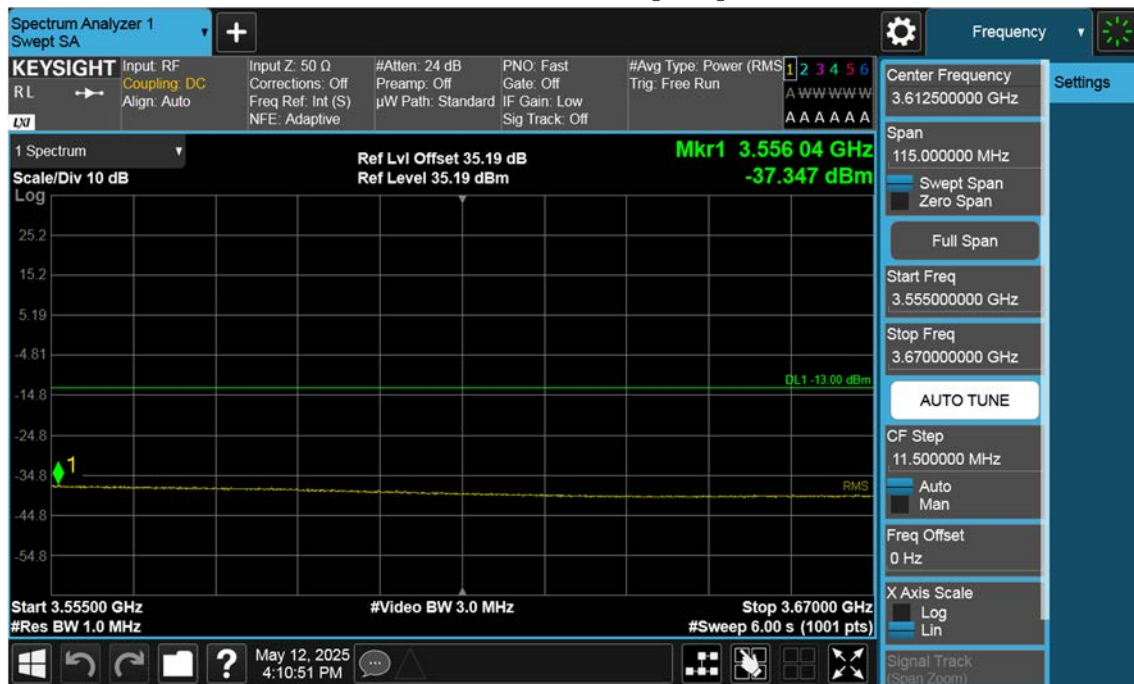 Spectrum Analyzer 1
Swept SA
+
Frequency
KEYSIGHT
RL
LXI
Input: RF
Coupling: DC
Align: Auto
Input Z: 50 Ω
Corrections: Off
Freq Ref: Int (S)
NFE: Adaptive
#Atten: 24 dB
Preamp: Off
µW Path: Standard
PNO: Fast
Gate: Off
IF Gain: Low
Sig Track: Off
#Avg Type: Power (RMS
Trig: Free Run
1 2 3 4 5 6
A W W W W W
A A A A A A
1 Spectrum
Scale/Div 10 dB
Ref Lvl Offset 35.19 dB
Ref Level 35.19 dBm
Mkr1 3.556 04 GHz
-37.347 dBm
Log
25.2
15.2
5.19
-4.81
DL1 -13.00 dBm
-14.8
-24.8
1
-34.8
RMS
-44.8
-54.8
Start 3.55500 GHz
#Res BW 1.0 MHz
#Video BW 3.0 MHz
Stop 3.67000 GHz
#Sweep 6.00 s (1001 pts)
?
May 12, 2025
4:10:51 PM
Center Frequency
3.612500000 GHz
Span
115.000000 MHz
Swept Span
Zero Span
Full Span
Start Freq
3.555000000 GHz
Stop Freq
3.670000000 GHz
AUTO TUNE
CF Step
11.500000 MHz
Auto
Man
Freq Offset
0 Hz
X Axis Scale
Log
Lin
Signal Track
(Span Zoom)
Settings